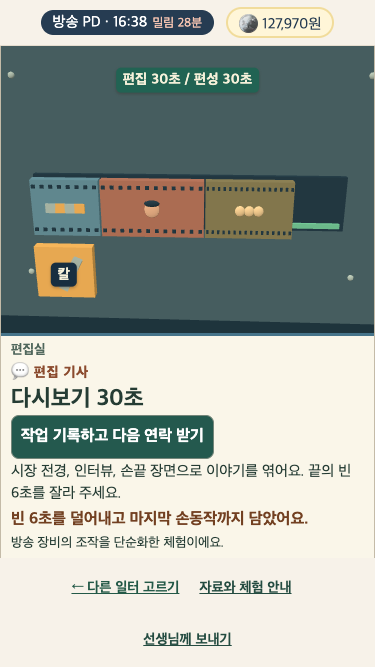 방송 PD · 16:38 밀림 28분
127,970원
편집 30초 / 편성 30초
칼
편집실
편집 기사
다시보기 30초
작업 기록하고 다음 연락 받기
시장 전경, 인터뷰, 손끝 장면으로 이야기를 엮어요. 끝의 빈
6초를 잘라 주세요.
빈 6초를 덜어내고 마지막 손동작까지 담았어요.
방송 장비의 조작을 단순화한 체험이에요.
← 다른 일터 고르기 자료와 체험 안내
선생님께 보내기